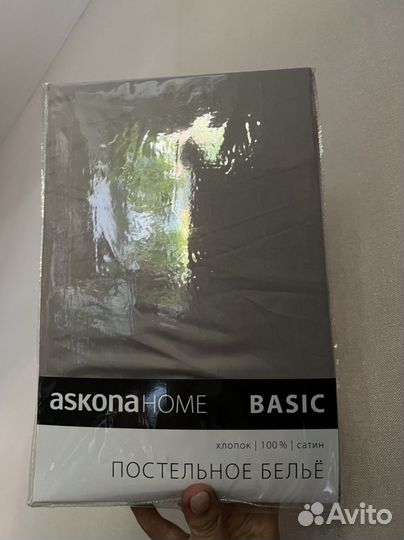 askonaHOME BASIC
хлопок | 100% | сатин
ПОСТЕЛЬНОЕ БЕЛЬЁ
Avito